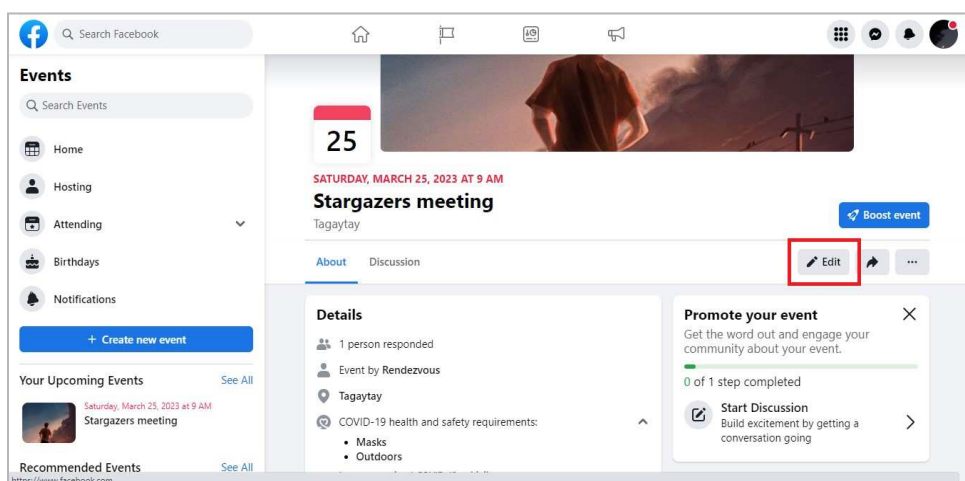 Search Facebook
Events
Search Events
Home
Hosting
Attending
Birthdays
Notifications
+ Create new event
Your Upcoming Events See All
Saturday, March 25, 2023 at 9 AM
Stargazers meeting
Recommended Events See All
https://www.facebook.com
25
SATURDAY, MARCH 25, 2023 AT 9 AM
Stargazers meeting
Tagaytay
Boost event
About Discussion
Edit
Details
1 person responded
Event by Rendezvous
Tagaytay
COVID-19 health and safety requirements:
• Masks
• Outdoors
Promote your event
Get the word out and engage your
community about your event.
0 of 1 step completed
Start Discussion
Build excitement by getting a
conversation going